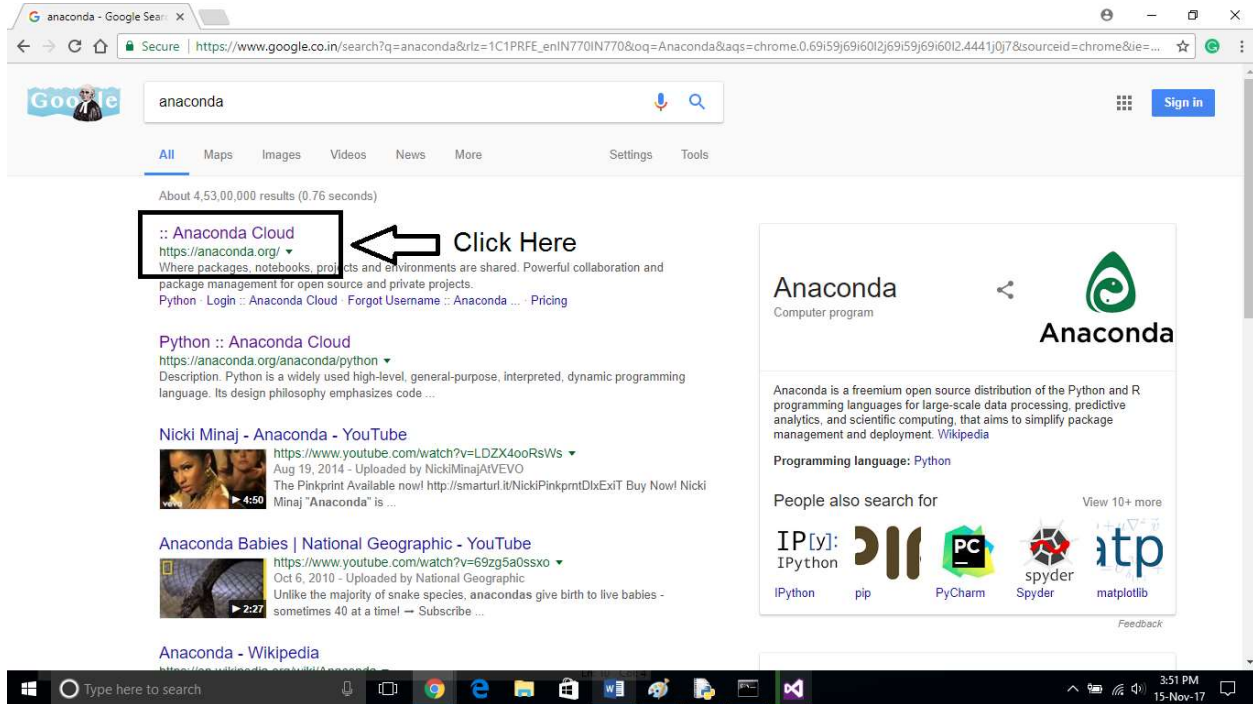 anaconda - Google Sear
Secure | https://www.google.co.in/search?q=anaconda&rlz=1C1PRFE_enIN770IN770&oq=Anaconda&aqs=chrome.0.69i59j69i60l2j69i59j69i60l2.4441j0j7&sourceid=chrome&ie=...
Google
anaconda
Sign in
All Maps Images Videos News More Settings Tools
About 4,53,00,000 results (0.76 seconds)
:: Anaconda Cloud
https://anaconda.org/
Click Here
Where packages, notebooks, projects and environments are shared. Powerful collaboration and
package management for open source and private projects.
Python · Login :: Anaconda Cloud · Forgot Username :: Anaconda ... · Pricing
Python :: Anaconda Cloud
https://anaconda.org/anaconda/python
Description. Python is a widely used high-level, general-purpose, interpreted, dynamic programming
language. Its design philosophy emphasizes code ...
Nicki Minaj - Anaconda - YouTube
https://www.youtube.com/watch?v=LDZX4ooRsWs
Aug 19, 2014 - Uploaded by NickiMinajAtVEVO
The Pinkprint Available now! http://smarturl.it/NickiPinkprntDlxExiT Buy Now! Nicki
Minaj "Anaconda" is ...
vevo
4:50
Anaconda Babies | National Geographic - YouTube
https://www.youtube.com/watch?v=69zg5a0ssxo
Oct 6, 2010 - Uploaded by National Geographic
Unlike the majority of snake species, anacondas give birth to live babies -
sometimes 40 at a time! → Subscribe ...
2:27
Anaconda - Wikipedia
https://en.wikipedia.org/wiki/Anaconda
Anaconda
Computer program
Anaconda
Anaconda is a freemium open source distribution of the Python and R
programming languages for large-scale data processing, predictive
analytics, and scientific computing, that aims to simplify package
management and deployment. Wikipedia
Programming language: Python
People also search for View 10+ more
IP[y]:
IPython
PC
spyder
atp
IPython pip PyCharm Spyder matplotlib
Feedback
Type here to search
3:51 PM
15-Nov-17